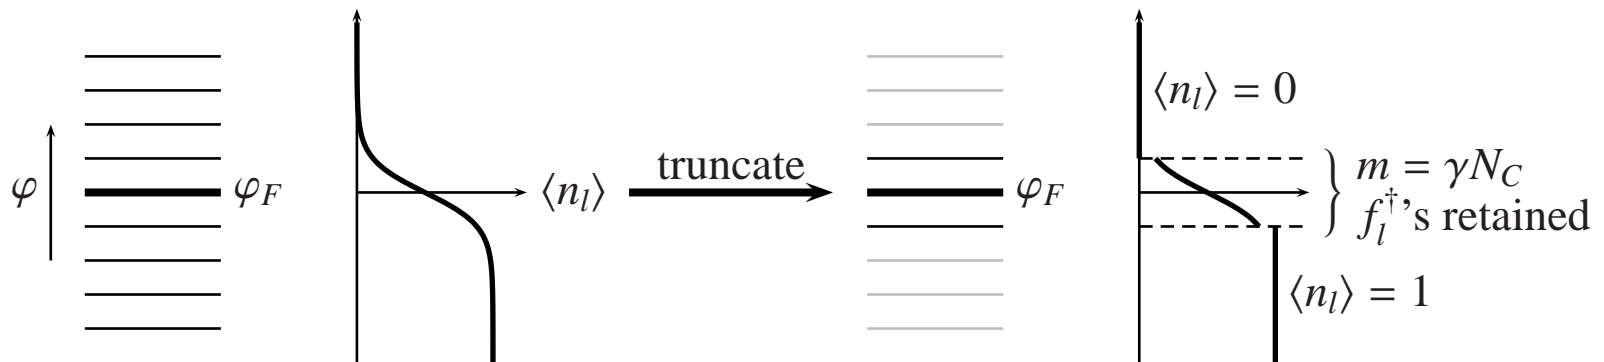 φ
φ_F
⟨n_l⟩
truncate
φ_F
⟨n_l⟩ = 0
m = γN_C
f_l^†'s retained
⟨n_l⟩ = 1